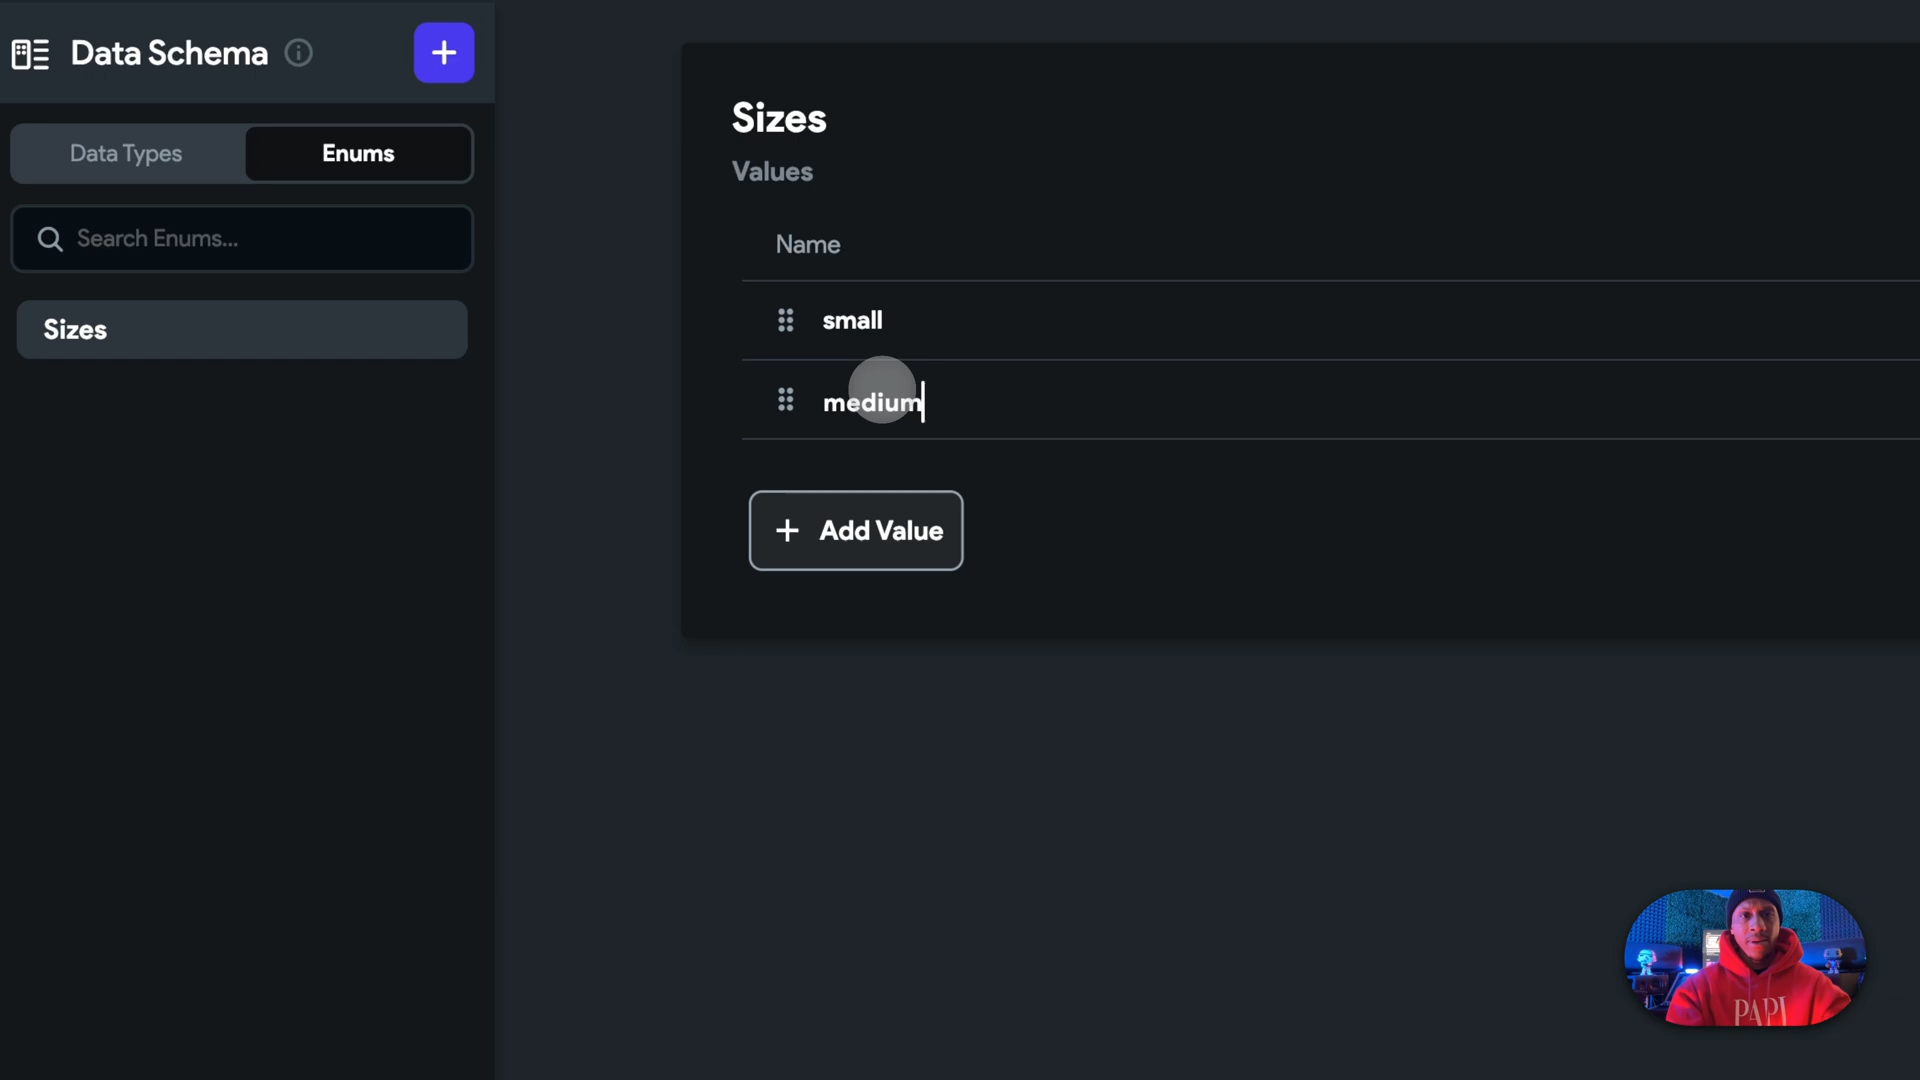 Data Schema
Data Types
Enums
Search Enums...
Sizes
Sizes
Values
Name
small
medium
+ Add Value
PAPI